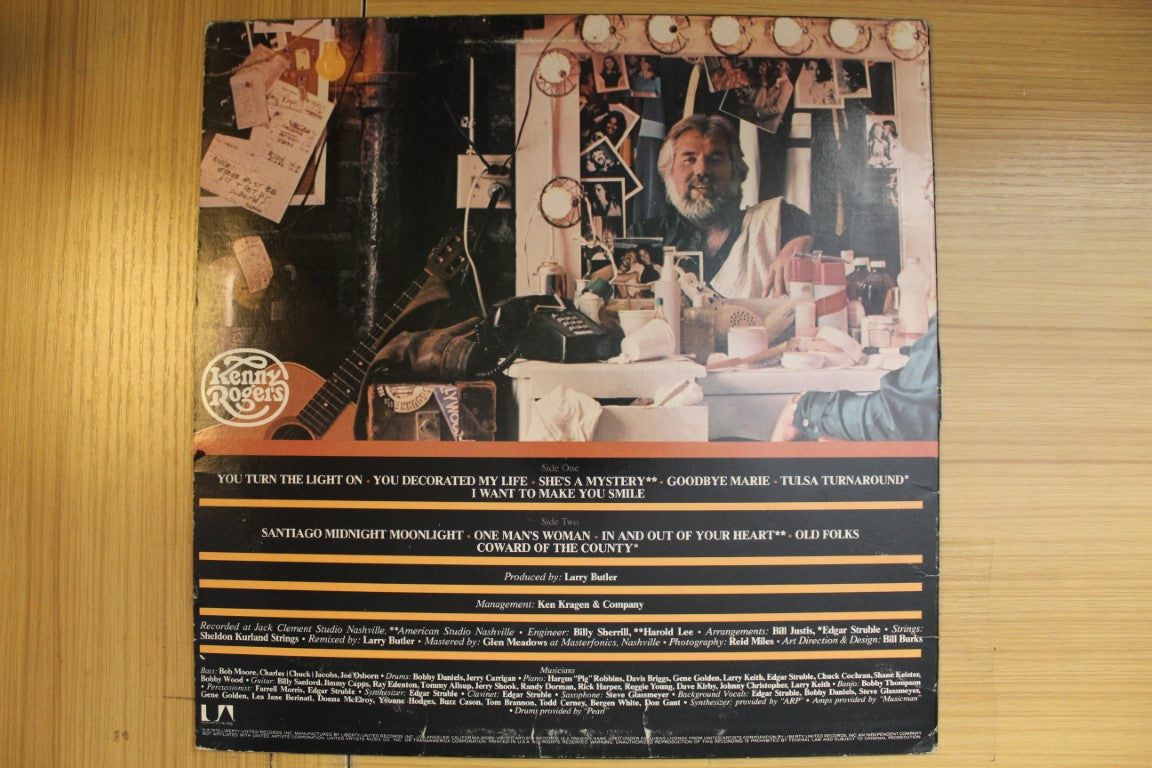 Kenny
Rogers
Side One
YOU TURN THE LIGHT ON • YOU DECORATED MY LIFE • SHE'S A MYSTERY** • GOODBYE MARIE • TULSA TURNAROUND*
I WANT TO MAKE YOU SMILE
Side Two
SANTIAGO MIDNIGHT MOONLIGHT • ONE MAN'S WOMAN • IN AND OUT OF YOUR HEART** • OLD FOLKS
COWARD OF THE COUNTY*
Produced by: Larry Butler
Management: Ken Kragen & Company
Recorded at Jack Clement Studio Nashville, **American Studio Nashville • Engineer: Billy Sherrill, **Harold Lee • Arrangements: Bill Justis, *Edgar Struble • Strings:
Sheldon Kurland Strings • Remixed by: Larry Butler • Mastered by: Glen Meadows at Masterfonics, Nashville • Photography: Reid Miles • Art Direction & Design: Bill Burks
Musicians
Bass: Bob Moore, Charles (Chuck) Jacobs, Joe Osborn • Drums: Bobby Daniels, Jerry Carrigan • Piano: Hargus "Pig" Robbins, Davis Briggs, Gene Golden, Larry Keith, Edgar Struble, Chuck Cochran, Shane Keister,
Bobby Wood • Guitar: Billy Sanford, Jimmy Capps, Ray Edenton, Tommy Allsup, Jerry Shook, Randy Dorman, Rick Harper, Reggie Young, Dave Kirby, Johnny Christopher, Larry Keith • Banjo: Bobby Thompson
• Percussionist: Farrell Morris, Edgar Struble • Synthesizer: Edgar Struble • Clavinet: Edgar Struble • Saxophone: Steve Glassmeyer • Background Vocals: Edgar Struble, Bobby Daniels, Steve Glassmeyer,
Gene Golden, Lea Jane Berinati, Donna McElroy, Yvonne Hodges, Buzz Cason, Tom Brannon, Todd Cerney, Bergen White, Don Gant • Synthesizer: provided by "ARP" • Amps provided by "Musicman"
• Drums provided by "Pearl"
UA